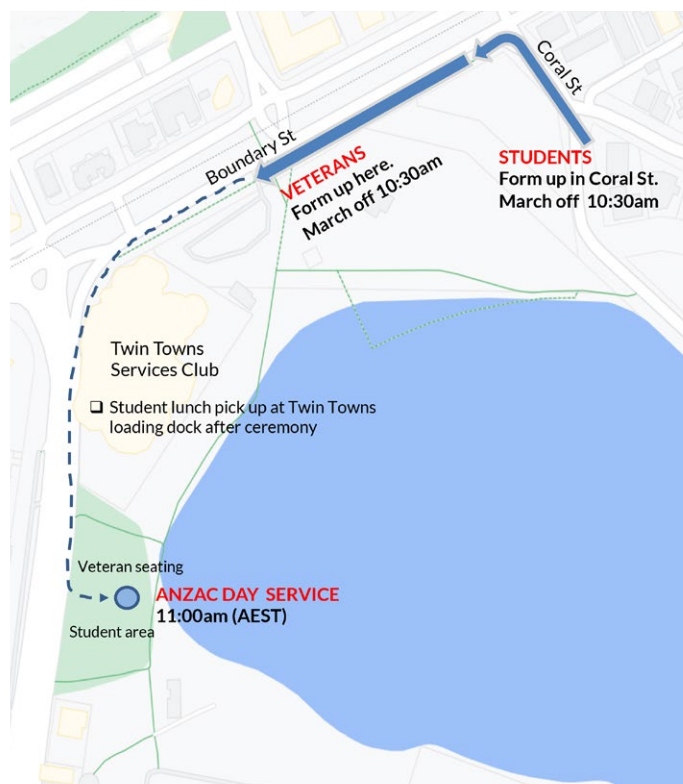 Coral St
Boundary St
VETERANS
Form up here.
March off 10:30am
STUDENTS
Form up in Coral St.
March off 10:30am
Twin Towns
Services Club
❑ Student lunch pick up at Twin Towns
loading dock after ceremony
Veteran seating
ANZAC DAY SERVICE
11:00am (AEST)
Student area